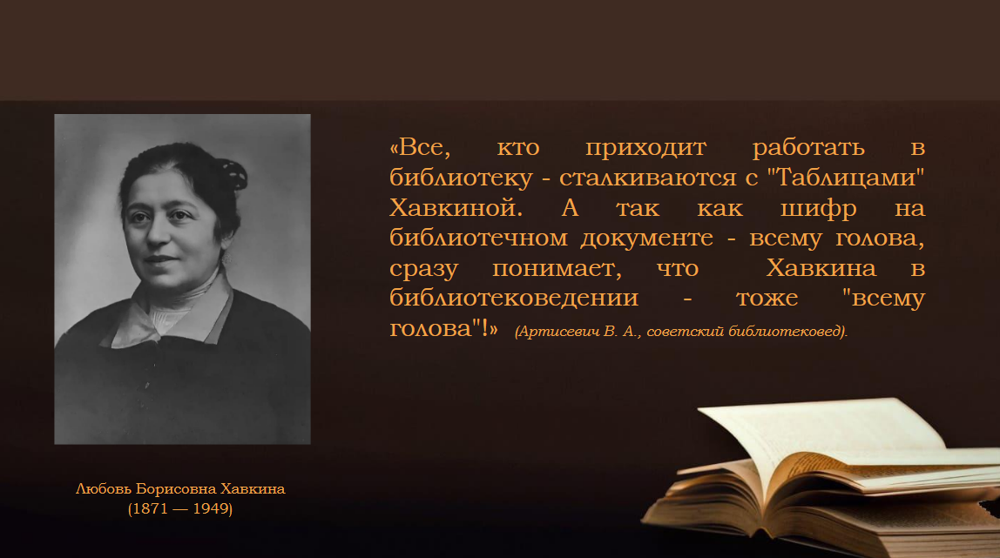 «Все, кто приходит работать в
библиотеку - сталкиваются с "Таблицами"
Хавкиной. А так как шифр на
библиотечном документе - всему голова,
сразу понимает, что Хавкина в
библиотековедении - тоже "всему
голова"!» (Артисевич В. А., советский библиотековед).
Любовь Борисовна Хавкина
(1871 — 1949)